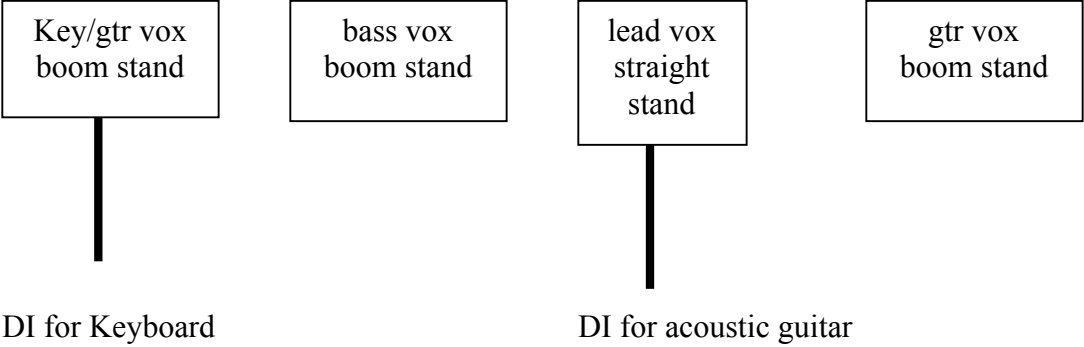 Key/gtr vox
boom stand
bass vox
boom stand
lead vox
straight
stand
gtr vox
boom stand
DI for Keyboard
DI for acoustic guitar